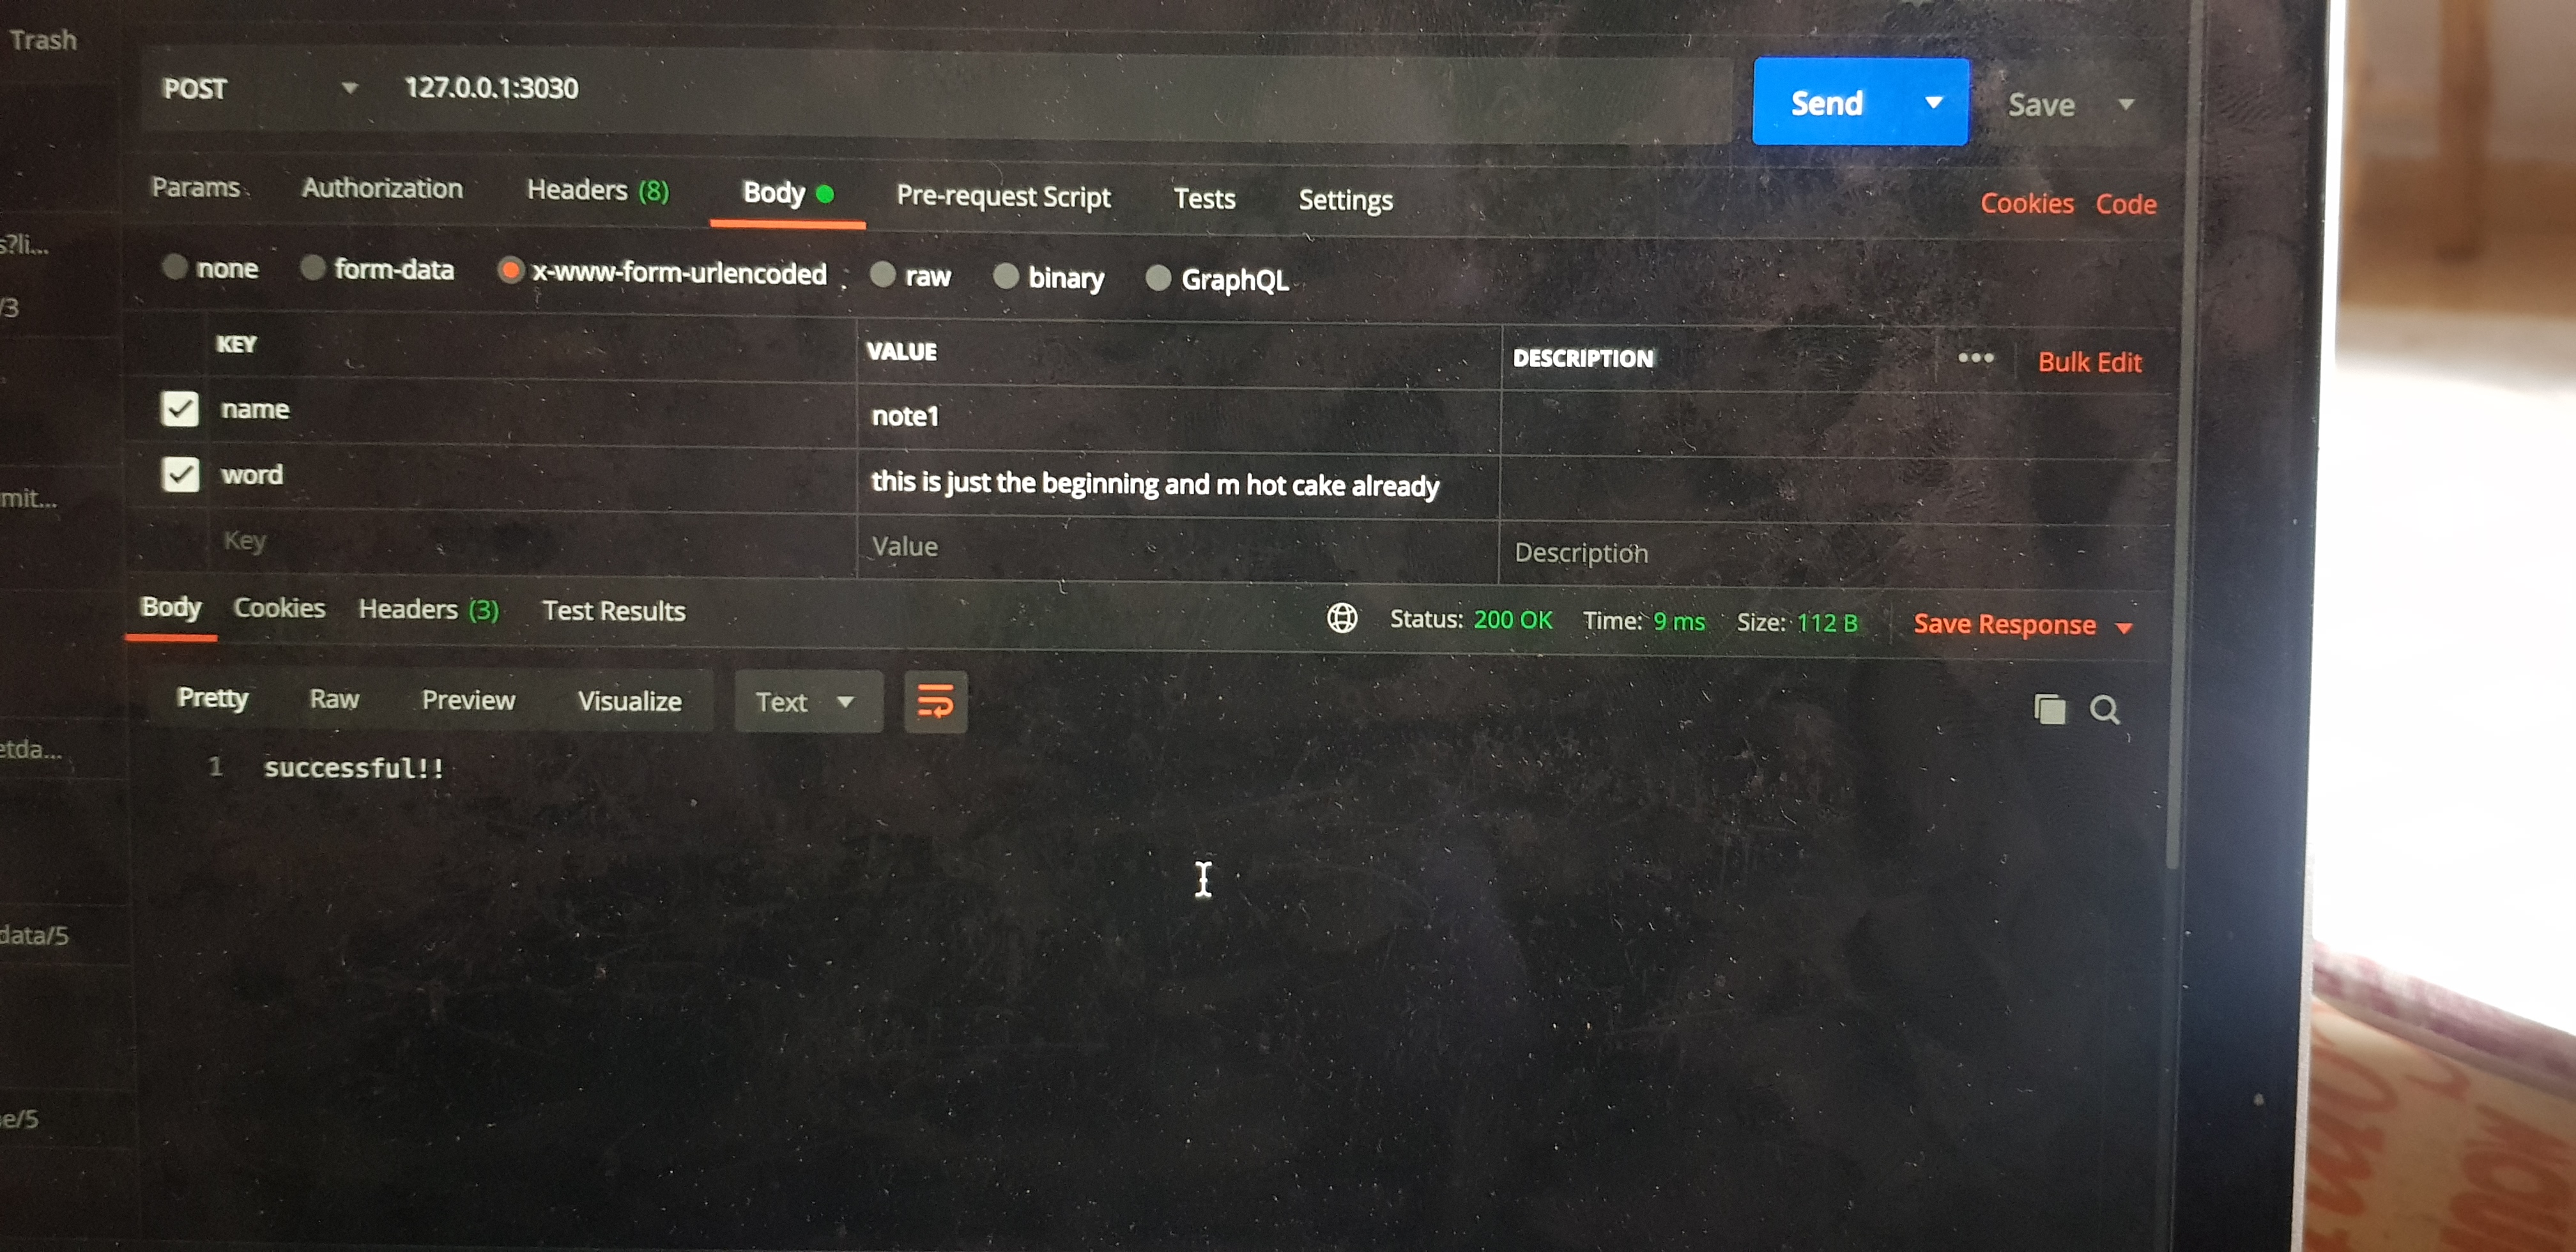 Trash
POST 127.0.0.1:3030 Send Save
Params Authorization Headers (8) Body Pre-request Script Tests Settings Cookies Code
s?li...
none form-data x-www-form-urlencoded raw binary GraphQL
/3
KEY VALUE DESCRIPTION ••• Bulk Edit
name note1
word this is just the beginning and m hot cake already
mit...
Key Value Description
Body Cookies Headers (3) Test Results Status: 200 OK Time: 9 ms Size: 112 B Save Response
Pretty Raw Preview Visualize Text
etda...
1 successful!!
data/5
e/5